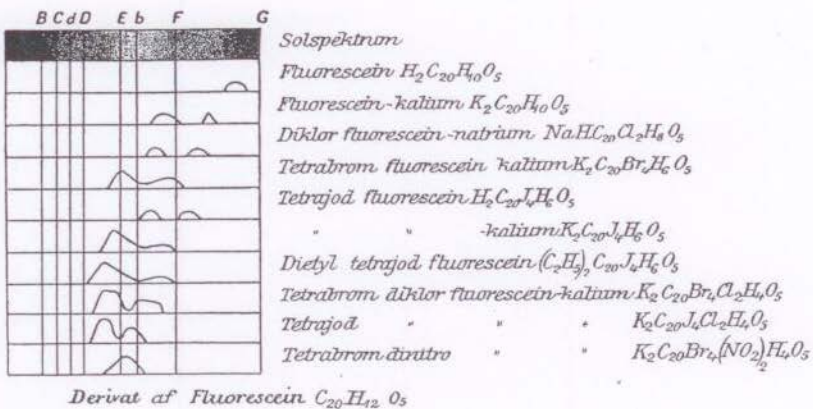 B C d D E b F G
Solspektrum
Fluorescein H₂C₂₀H₁₀O₅
Fluorescein-kalium K₂C₂₀H₁₀O₅
Diklor fluorescein-natrium NaHC₂₀Cl₂H₈O₅
Tetrabrom fluorescein kalium K₂C₂₀Br₄H₆O₅
Tetrajod fluorescein H₂C₂₀J₄H₆O₅
" " -kalium K₂C₂₀J₄H₆O₅
Dietyl tetrajod fluorescein (C₂H₅)₂C₂₀J₄H₆O₅
Tetrabrom diklor fluorescein-kalium K₂C₂₀Br₄Cl₂H₄O₅
Tetrajod " " " K₂C₂₀J₄Cl₂H₄O₅
Tetrabrom dinitro " " K₂C₂₀Br₄(NO₂)₂H₄O₅
Derivat af Fluorescein C₂₀H₁₂O₅